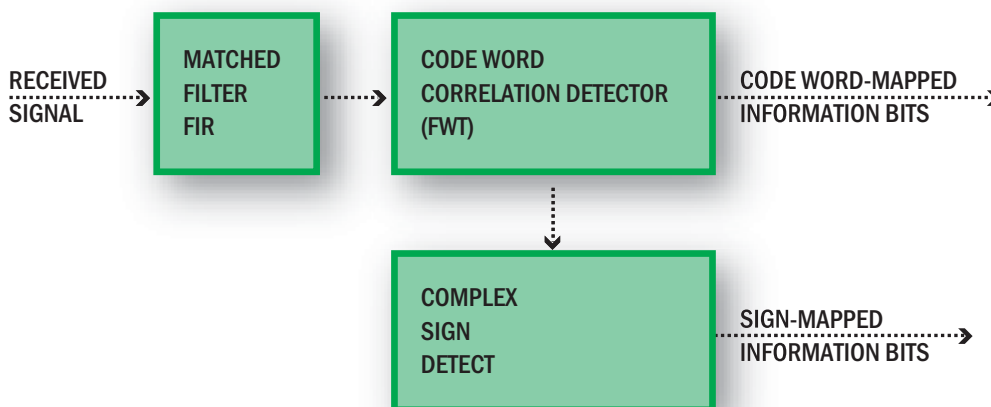 RECEIVED
SIGNAL
MATCHED
FILTER
FIR
CODE WORD
CORRELATION DETECTOR
(FWT)
CODE WORD-MAPPED
INFORMATION BITS
COMPLEX
SIGN
DETECT
SIGN-MAPPED
INFORMATION BITS